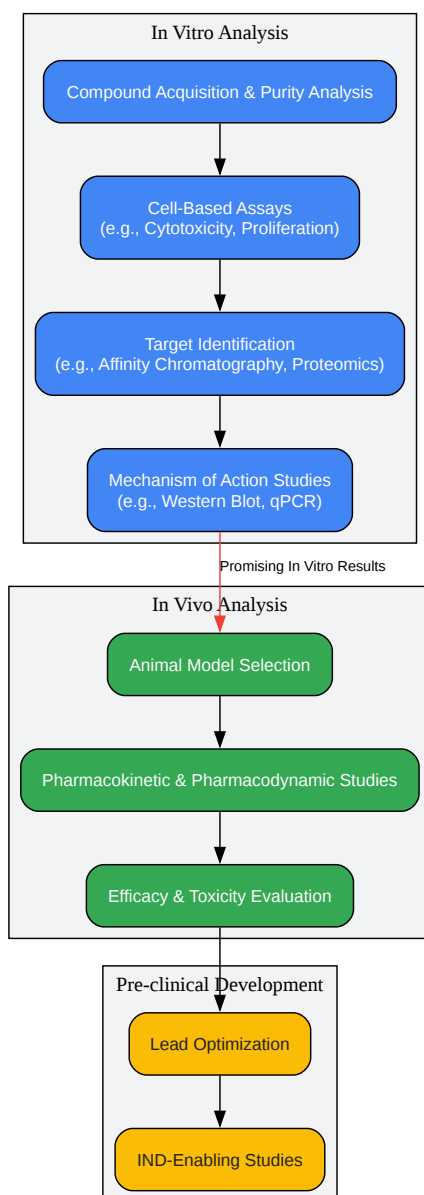 In Vitro Analysis
Compound Acquisition & Purity Analysis
Cell-Based Assays
(e.g., Cytotoxicity, Proliferation)
Target Identification
(e.g., Affinity Chromatography, Proteomics)
Mechanism of Action Studies
(e.g., Western Blot, qPCR)
Promising In Vitro Results
In Vivo Analysis
Animal Model Selection
Pharmacokinetic & Pharmacodynamic Studies
Efficacy & Toxicity Evaluation
Pre-clinical Development
Lead Optimization
IND-Enabling Studies